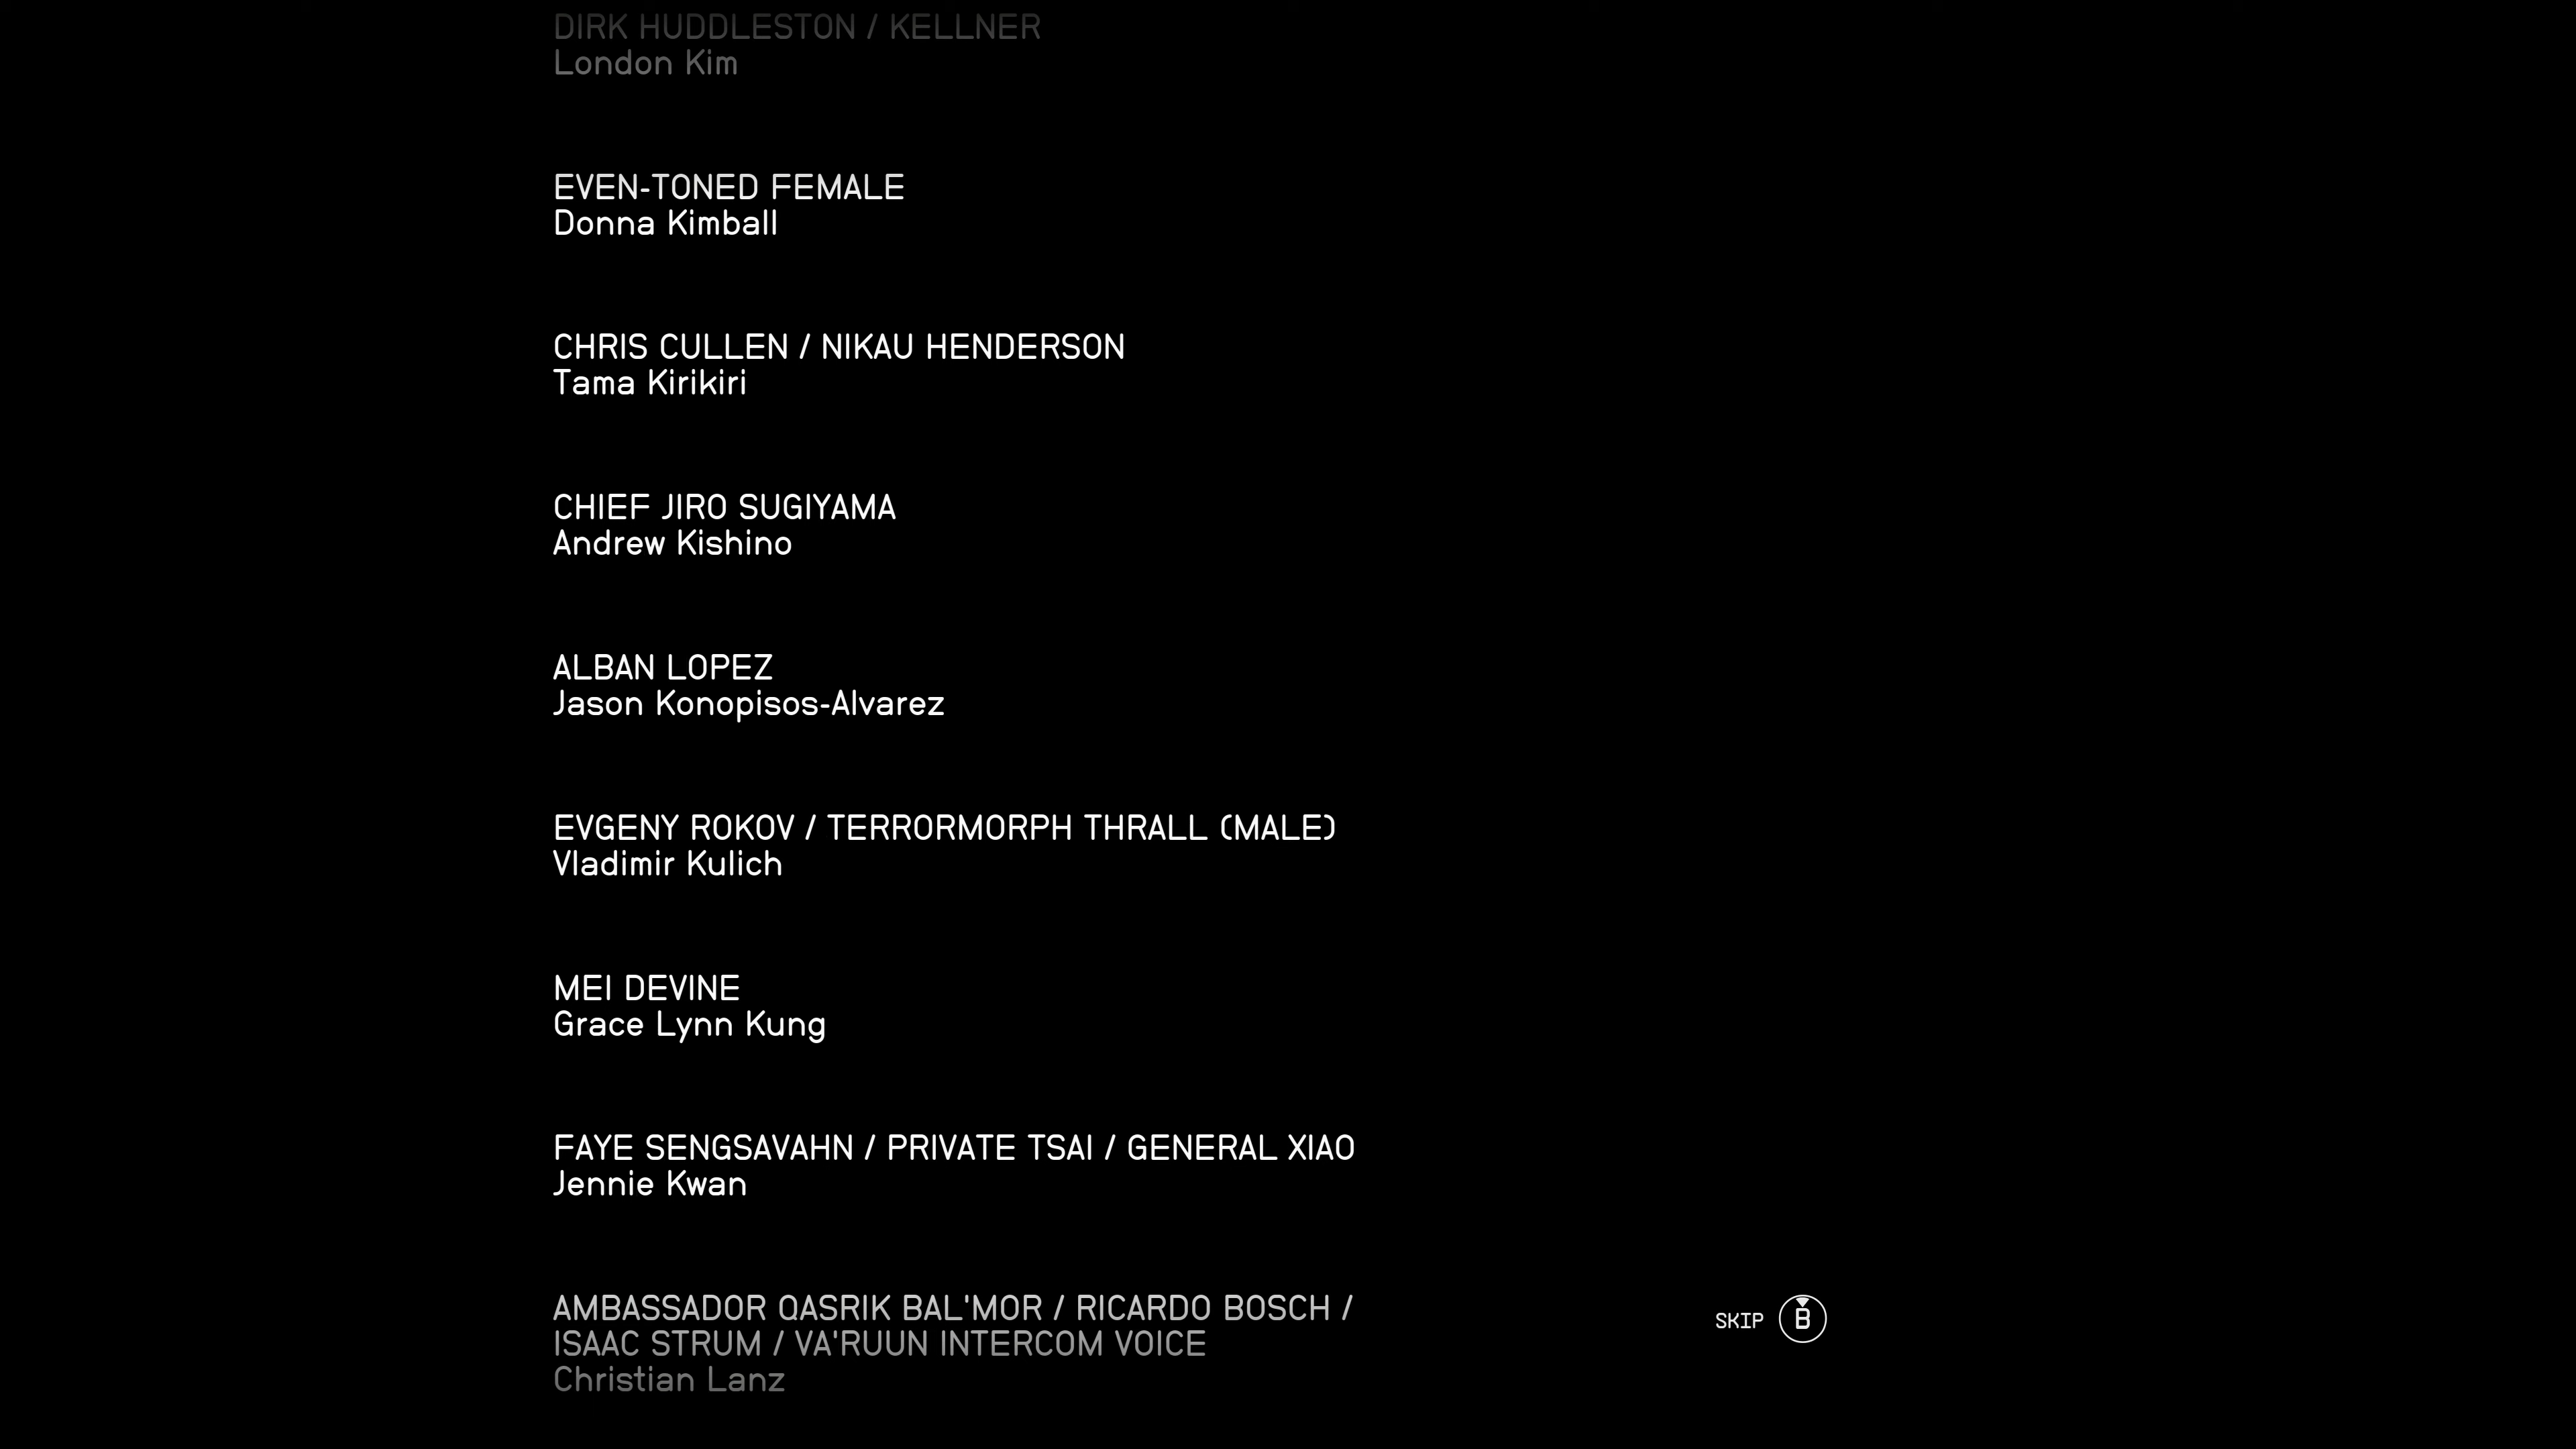 DIRK HUDDLESTON / KELLNER
London Kim
EVEN-TONED FEMALE
Donna Kimball
CHRIS CULLEN / NIKAU HENDERSON
Tama Kirikiri
CHIEF JIRO SUGIYAMA
Andrew Kishino
ALBAN LOPEZ
Jason Konopisos-Alvarez
EVGENY ROKOV / TERRORMORPH THRALL (MALE)
Vladimir Kulich
MEI DEVINE
Grace Lynn Kung
FAYE SENGSAVAHN / PRIVATE TSAI / GENERAL XIAO
Jennie Kwan
AMBASSADOR QASRIK BAL'MOR / RICARDO BOSCH /
ISAAC STRUM / VA'RUUN INTERCOM VOICE
Christian Lanz
SKIP B